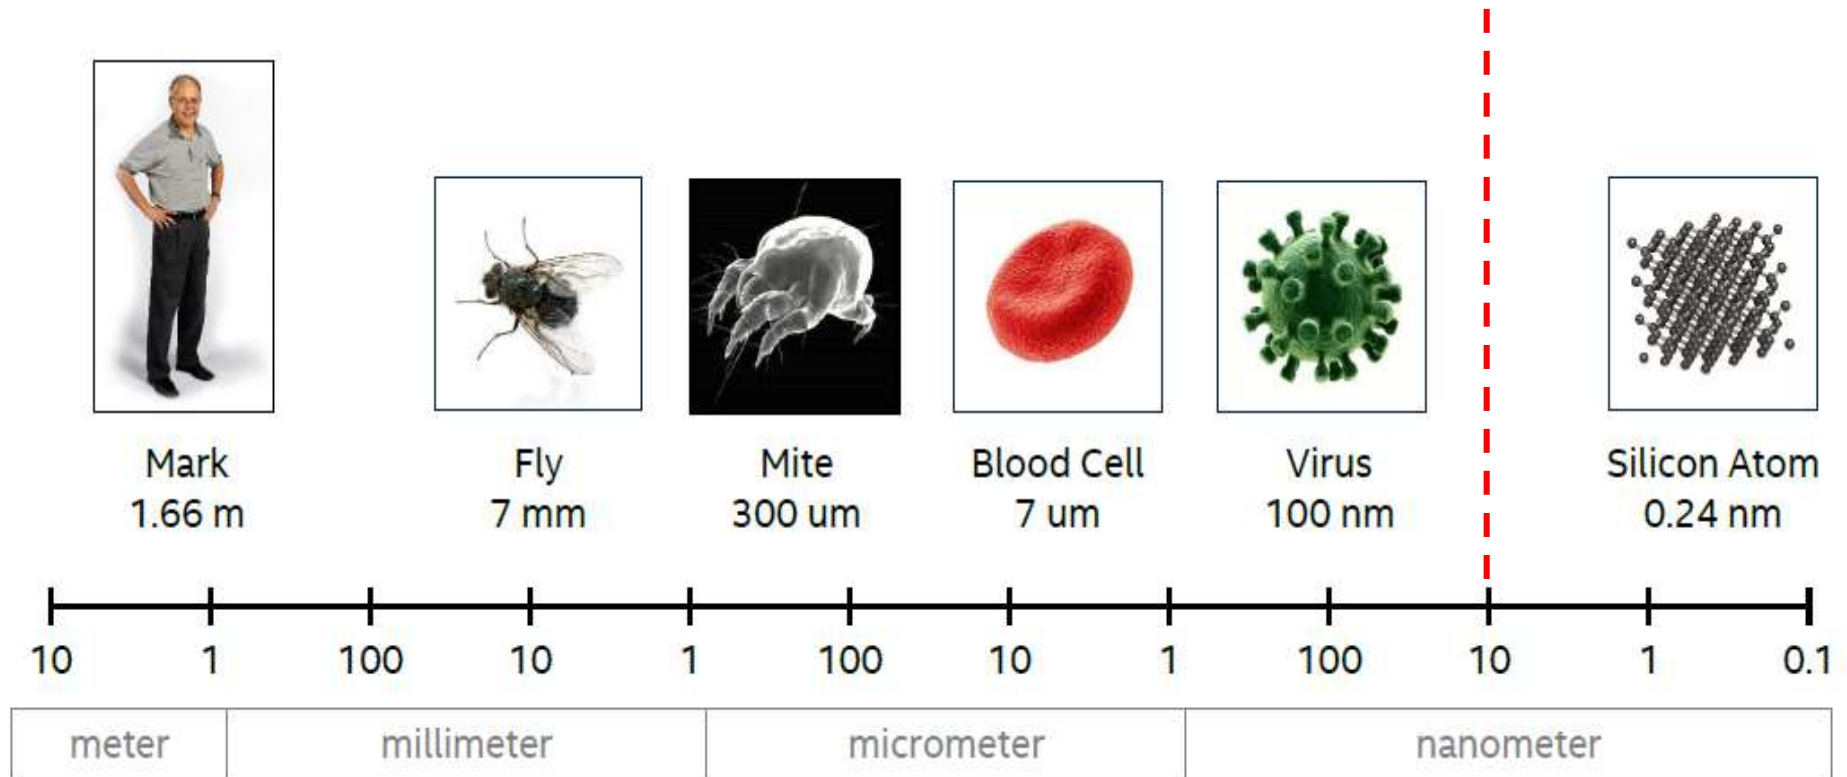 Mark
1.66 m
Fly
7 mm
Mite
300 um
Blood Cell
7 um
Virus
100 nm
Silicon Atom
0.24 nm
10 1 100 10 1 100 10 1 100 10 1 0.1
meter millimeter micrometer nanometer